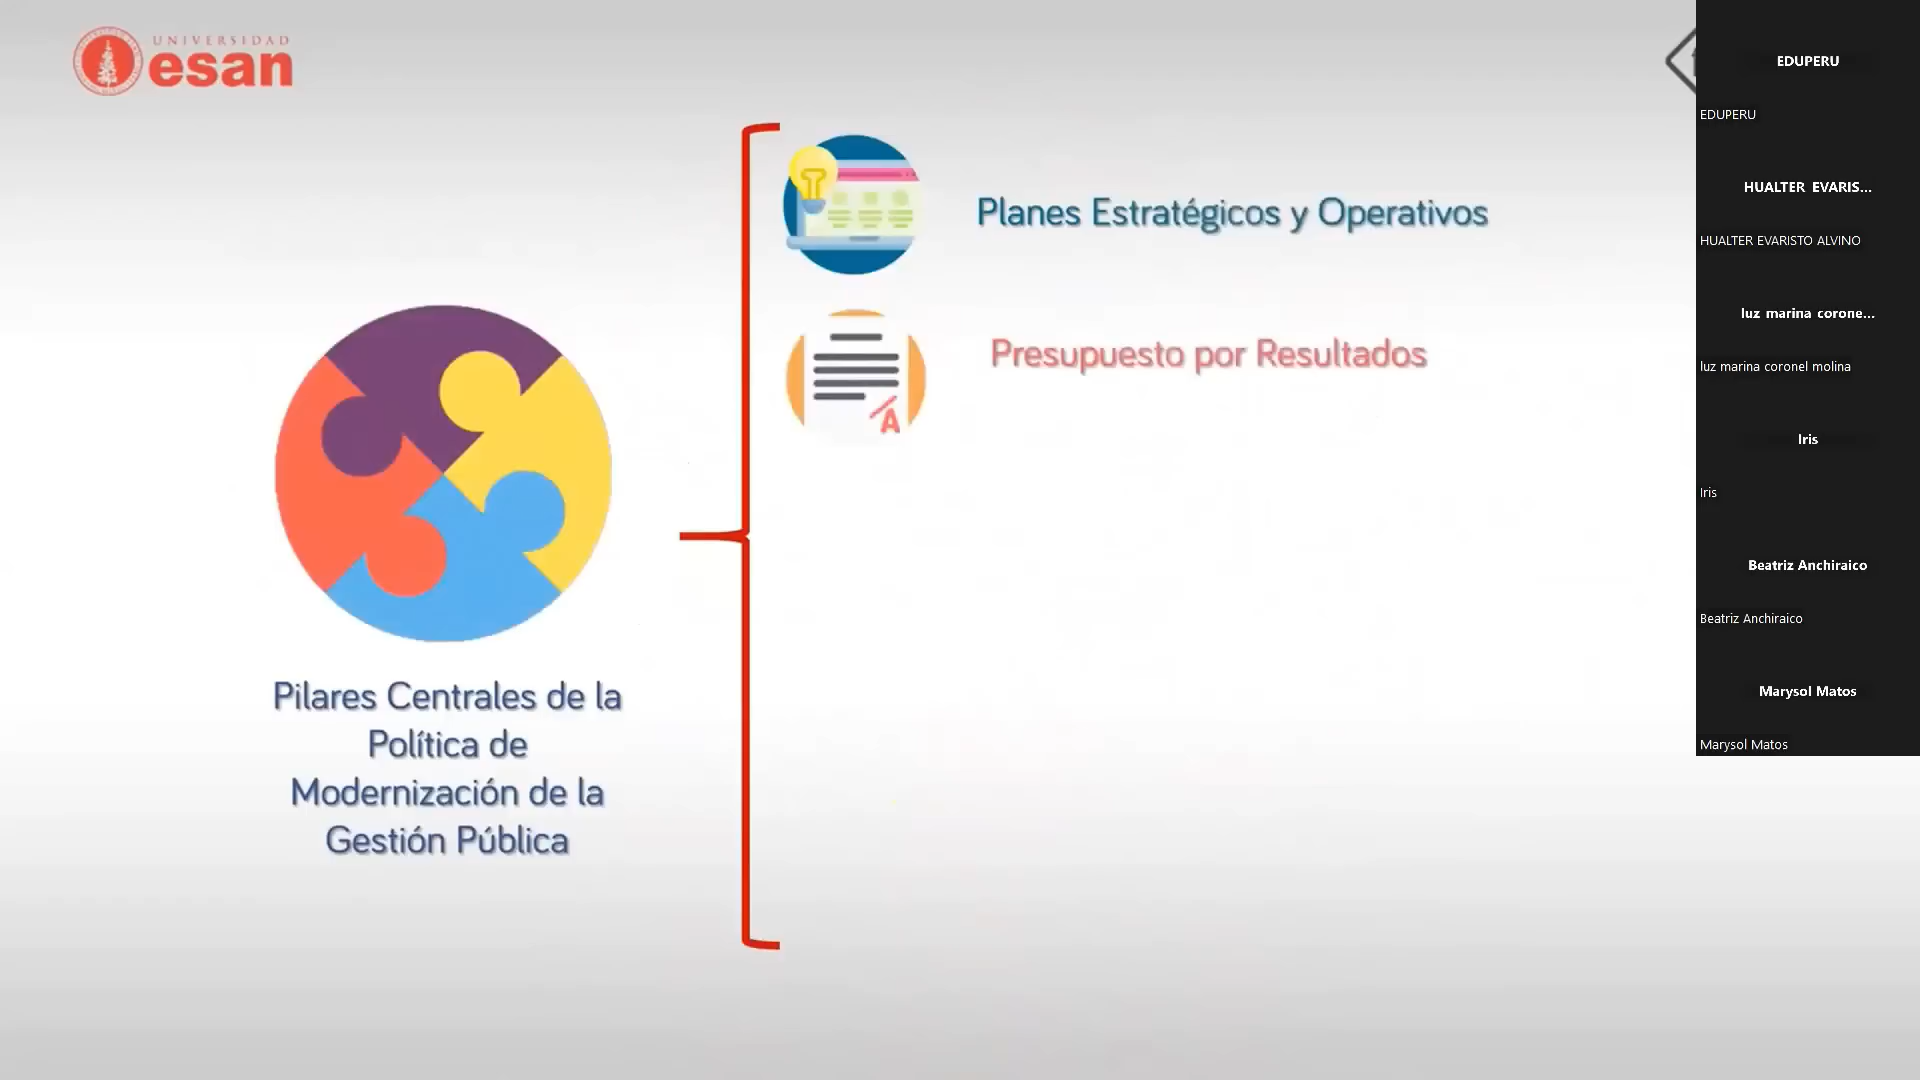 UNIVERSIDAD
esan
Planes Estratégicos y Operativos
Presupuesto por Resultados
A
Pilares Centrales de la
Política de
Modernización de la
Gestión Pública
EDUPERU
EDUPERU
HUALTER EVARIS...
HUALTER EVARISTO ALVINO
luz marina corone...
luz marina coronel molina
Iris
Iris
Beatriz Anchiraico
Beatriz Anchiraico
Marysol Matos
Marysol Matos